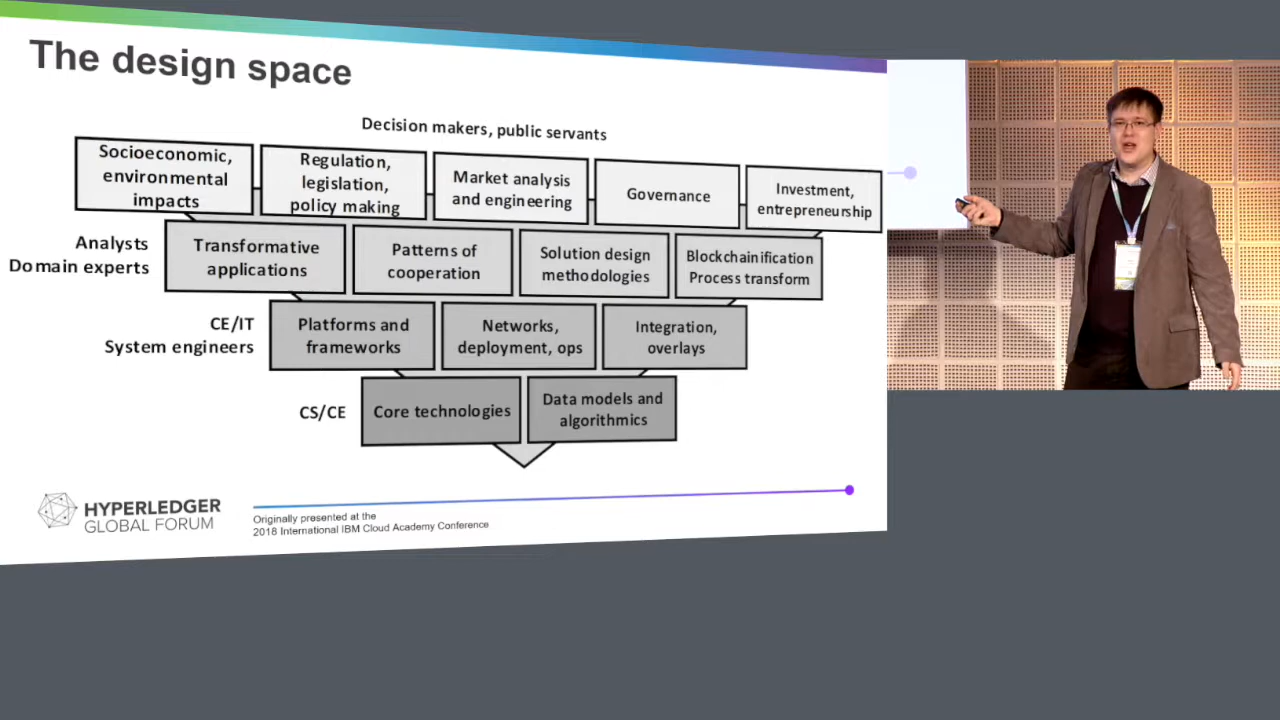 The design space
Decision makers, public servants
Socioeconomic,
environmental
impacts
Regulation,
legislation,
policy making
Market analysis
and engineering
Governance
Investment,
entrepreneurship
Analysts
Domain experts
Transformative
applications
Patterns of
cooperation
Solution design
methodologies
Blockchainification
Process transform
CE/IT
System engineers
Platforms and
frameworks
Networks,
deployment, ops
Integration,
overlays
CS/CE
Core technologies
Data models and
algorithmics
HYPERLEDGER
GLOBAL FORUM
Originally presented at the
2018 International IBM Cloud Academy Conference